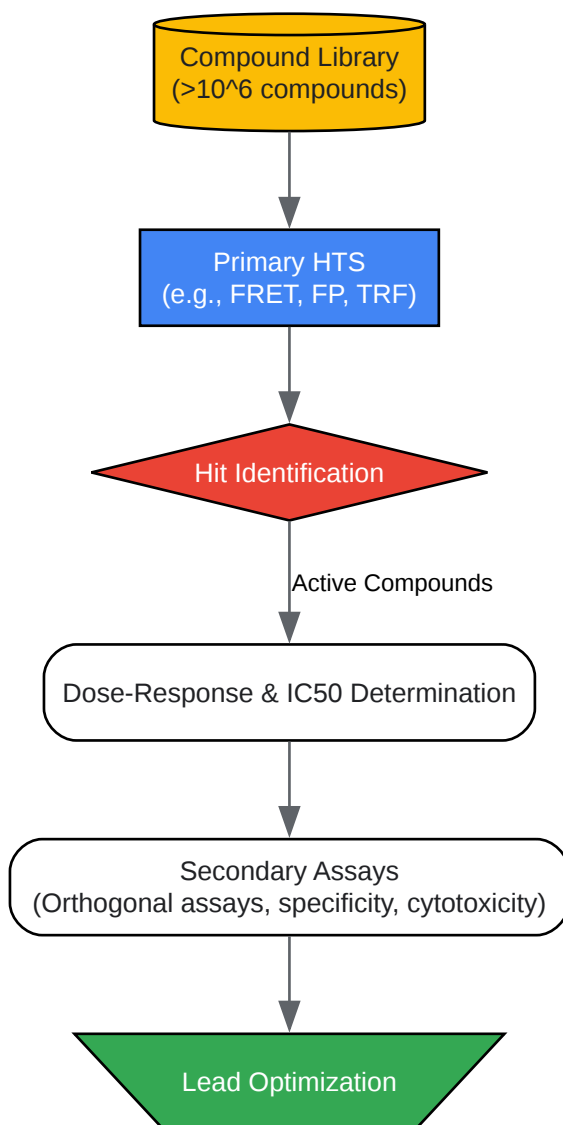 Compound Library
(>10^6 compounds)
Primary HTS
(e.g., FRET, FP, TRF)
Hit Identification
Active Compounds
Dose-Response & IC50 Determination
Secondary Assays
(Orthogonal assays, specificity, cytotoxicity)
Lead Optimization